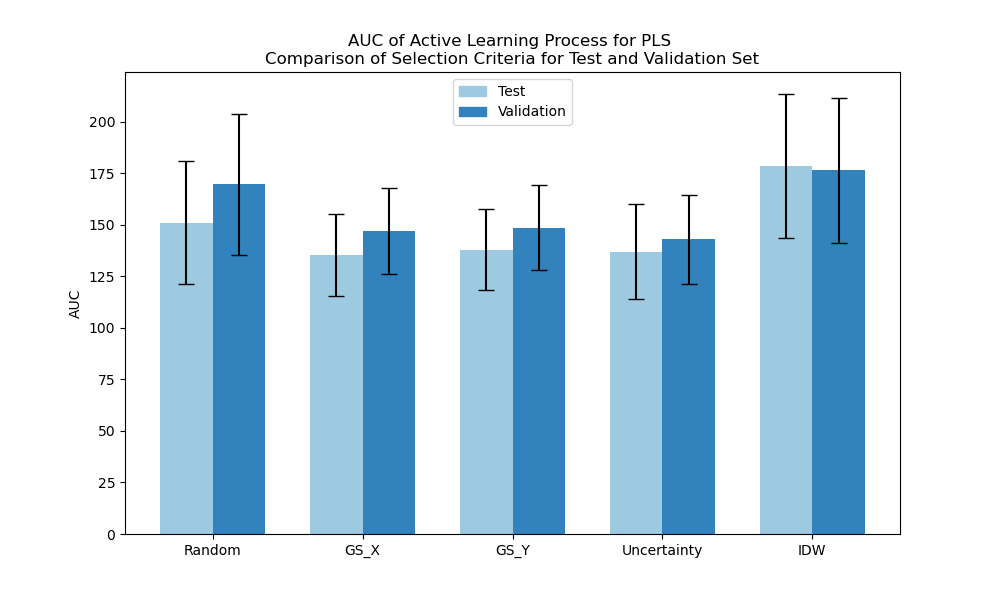 AUC of Active Learning Process for PLS
Comparison of Selection Criteria for Test and Validation Set
Test
Validation
AUC
200
175
150
125
100
75
50
25
0
Random
GS_X
GS_Y
Uncertainty
IDW